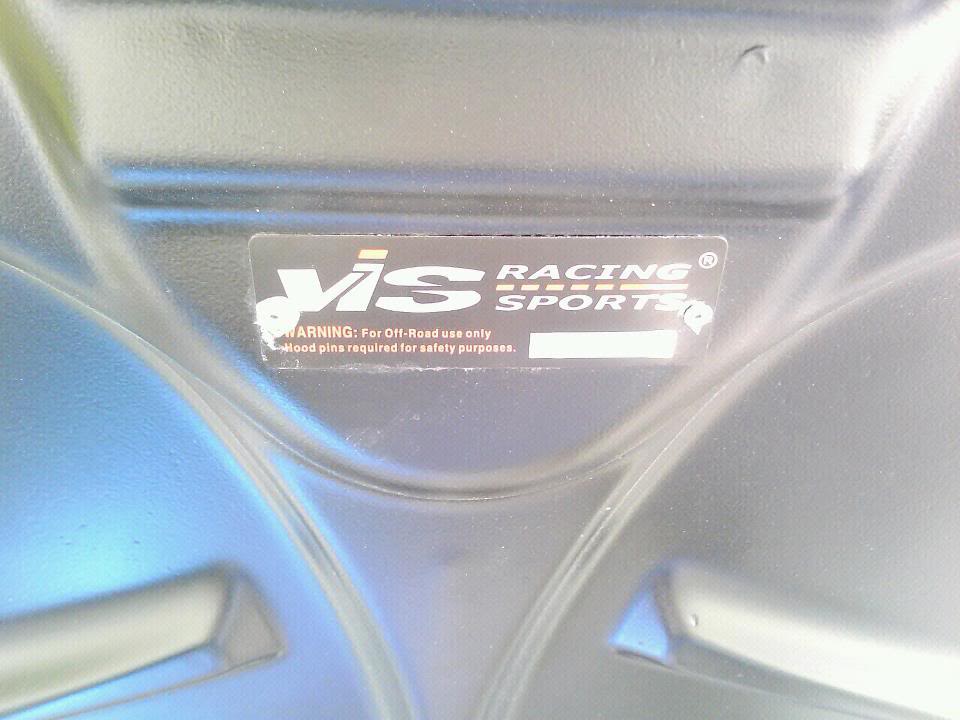 VIS RACING SPORTS ®
WARNING: For Off-Road use only
Hood pins required for safety purposes.